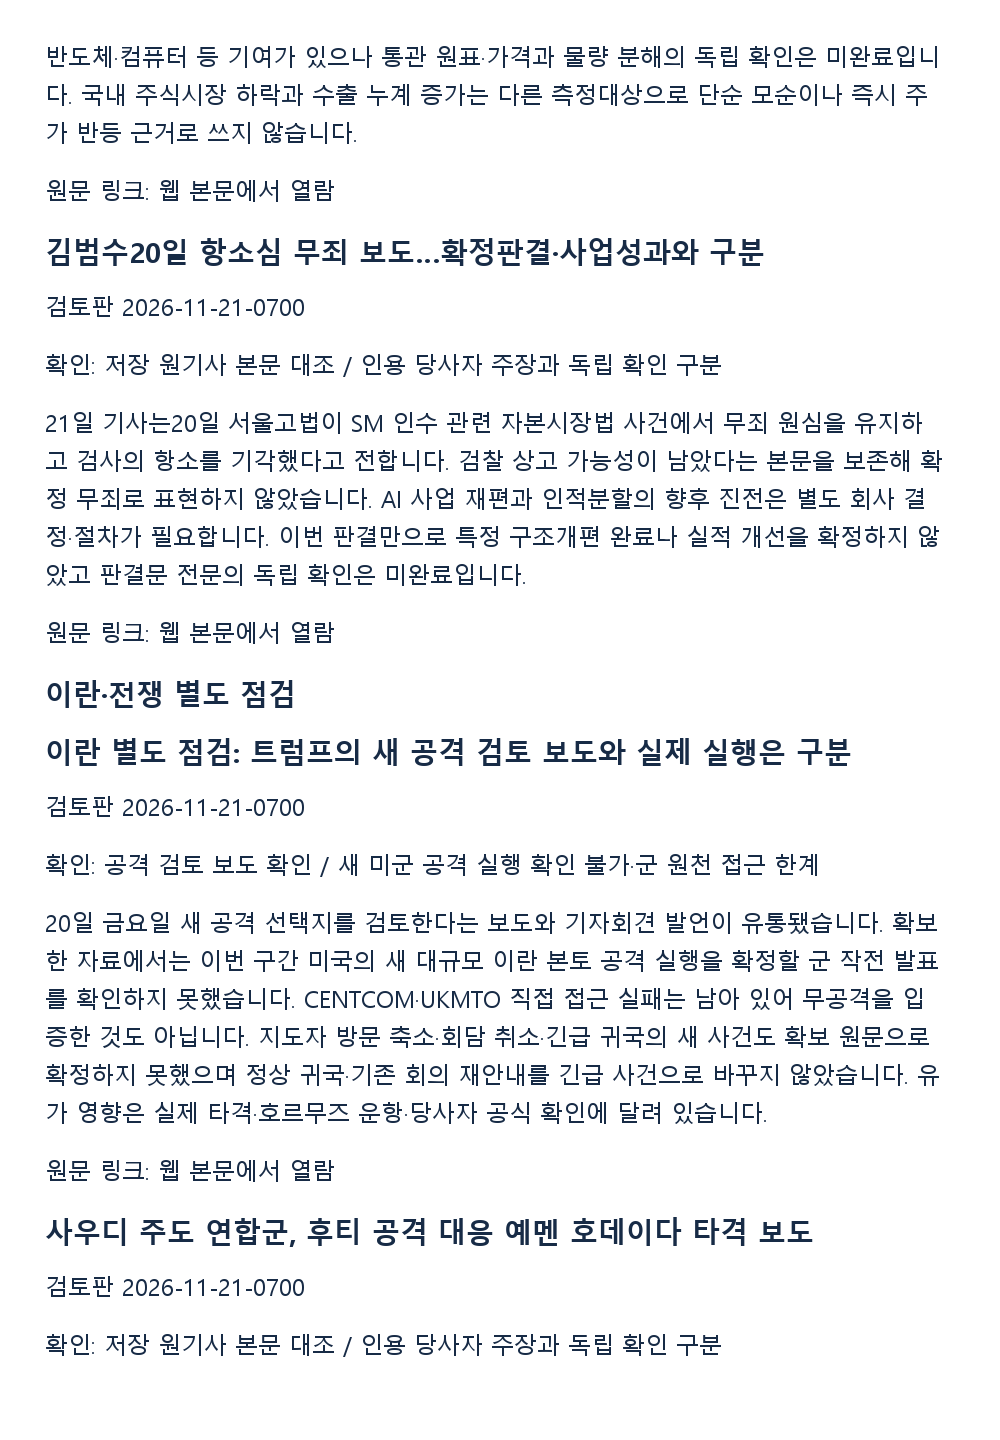 반도체·컴퓨터 등 기여가 있으나 통관 원표·가격과 물량 분해의 독립 확인은 미완료입니
다. 국내 주식시장 하락과 수출 누계 증가는 다른 측정대상으로 단순 모순이나 즉시 주
가 반등 근거로 쓰지 않습니다.
원문 링크: 웹 본문에서 열람
김범수20일 항소심 무죄 보도...확정판결·사업성과와 구분
검토판 2026-11-21-0700
확인: 저장 원기사 본문 대조 / 인용 당사자 주장과 독립 확인 구분
21일 기사는20일 서울고법이 SM 인수 관련 자본시장법 사건에서 무죄 원심을 유지하
고 검사의 항소를 기각했다고 전합니다. 검찰 상고 가능성이 남았다는 본문을 보존해 확
정 무죄로 표현하지 않았습니다. AI 사업 재편과 인적분할의 향후 진전은 별도 회사 결
정·절차가 필요합니다. 이번 판결만으로 특정 구조개편 완료나 실적 개선을 확정하지 않
았고 판결문 전문의 독립 확인은 미완료입니다.
원문 링크: 웹 본문에서 열람
이란·전쟁 별도 점검
이란 별도 점검: 트럼프의 새 공격 검토 보도와 실제 실행은 구분
검토판 2026-11-21-0700
확인: 공격 검토 보도 확인 / 새 미군 공격 실행 확인 불가·군 원천 접근 한계
20일 금요일 새 공격 선택지를 검토한다는 보도와 기자회견 발언이 유통됐습니다. 확보
한 자료에서는 이번 구간 미국의 새 대규모 이란 본토 공격 실행을 확정할 군 작전 발표
를 확인하지 못했습니다. CENTCOM·UKMTO 직접 접근 실패는 남아 있어 무공격을 입
증한 것도 아닙니다. 지도자 방문 축소·회담 취소·긴급 귀국의 새 사건도 확보 원문으로
확정하지 못했으며 정상 귀국·기존 회의 재안내를 긴급 사건으로 바꾸지 않았습니다. 유
가 영향은 실제 타격·호르무즈 운항·당사자 공식 확인에 달려 있습니다.
원문 링크: 웹 본문에서 열람
사우디 주도 연합군, 후티 공격 대응 예멘 호데이다 타격 보도
검토판 2026-11-21-0700
확인: 저장 원기사 본문 대조 / 인용 당사자 주장과 독립 확인 구분